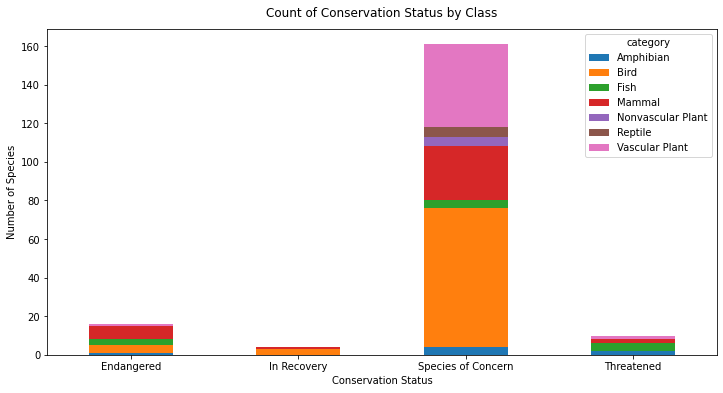 Count of Conservation Status by Class
category
Amphibian
Bird
Fish
Mammal
Nonvascular Plant
Reptile
Vascular Plant
Number of Species
160
140
120
100
80
60
40
20
0
Endangered
In Recovery
Species of Concern
Threatened
Conservation Status